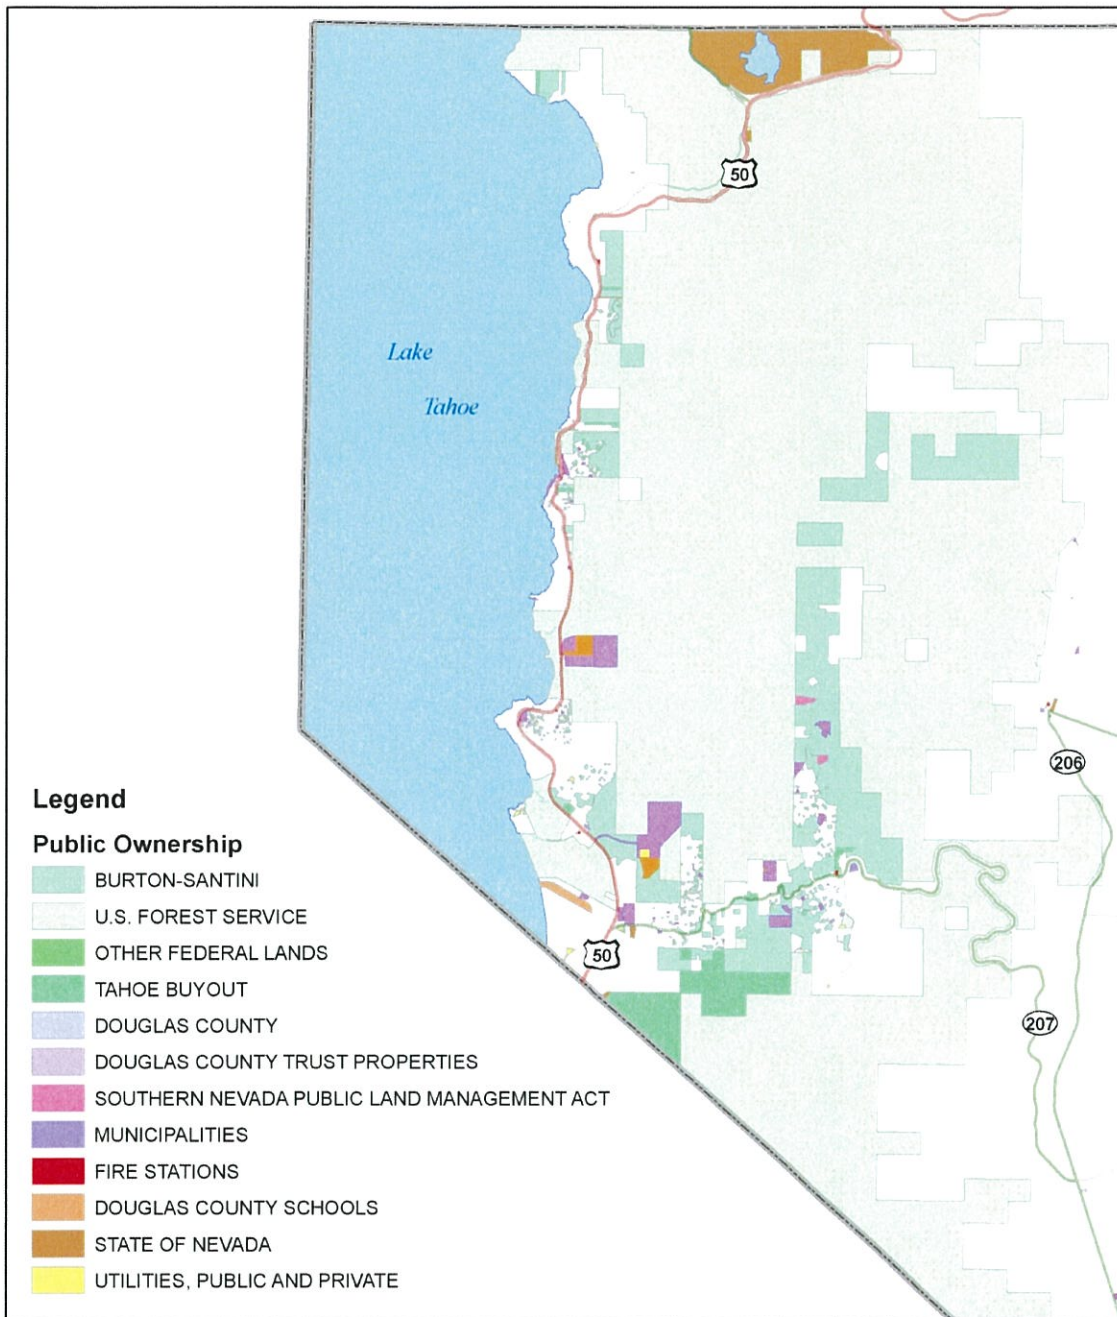 50
Lake
Tahoe
206
Legend
Public Ownership
BURTON-SANTINI
U.S. FOREST SERVICE
OTHER FEDERAL LANDS
50
TAHOE BUYOUT
207
DOUGLAS COUNTY
DOUGLAS COUNTY TRUST PROPERTIES
SOUTHERN NEVADA PUBLIC LAND MANAGEMENT ACT
MUNICIPALITIES
FIRE STATIONS
DOUGLAS COUNTY SCHOOLS
STATE OF NEVADA
UTILITIES, PUBLIC AND PRIVATE